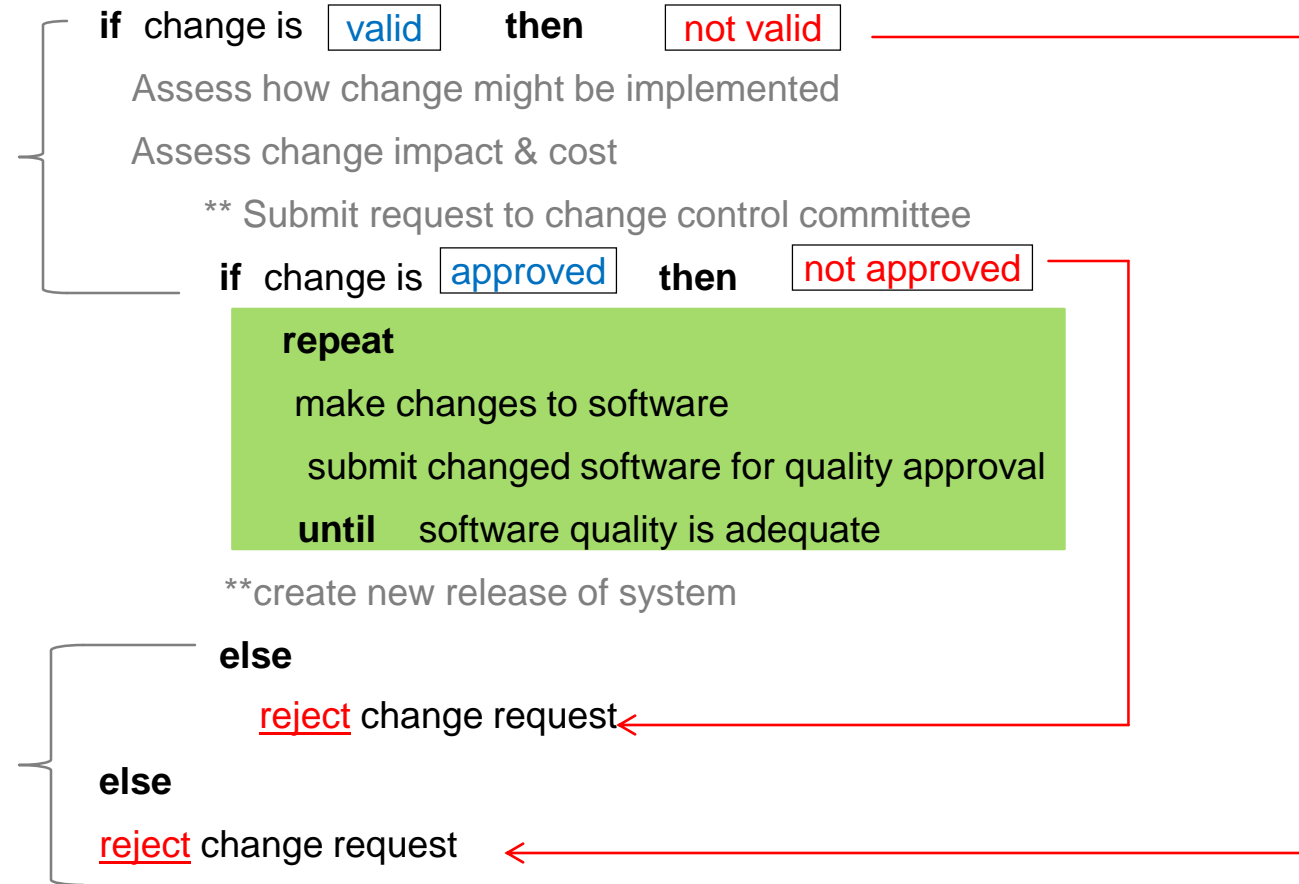 if change is valid then not valid
Assess how change might be implemented
Assess change impact & cost
** Submit request to change control committee
if change is approved then not approved
repeat
make changes to software
submit changed software for quality approval
until software quality is adequate
**create new release of system
else
reject change request
else
reject change request